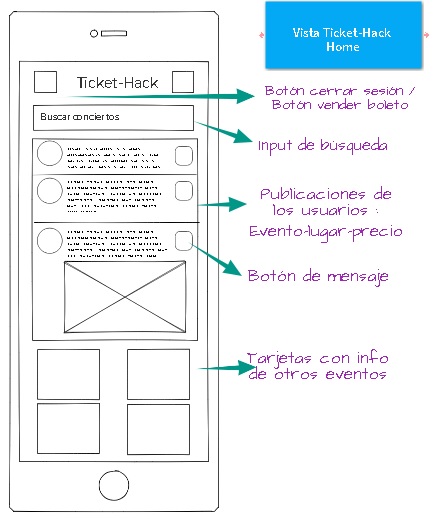 Vista Ticket-Hack
Home
Ticket-Hack
Botón cerrar sesión /
Botón vender boleto
Buscar conciertos
Input de búsqueda
Publicaciones de
los usuarios :
Evento-lugar-precio
Botón de mensaje
Tarjetas con info
de otros eventos